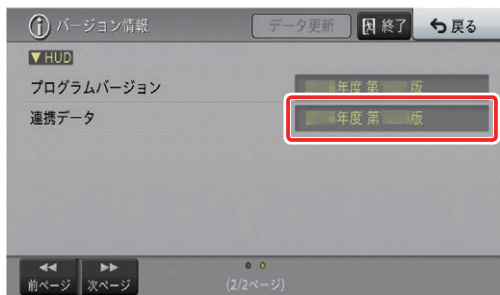 バージョン情報 データ更新 終了 戻る
▼HUD
プログラムバージョン 年度 第 版
連携データ 年度 第 版
前ページ 次ページ (2/2ページ)